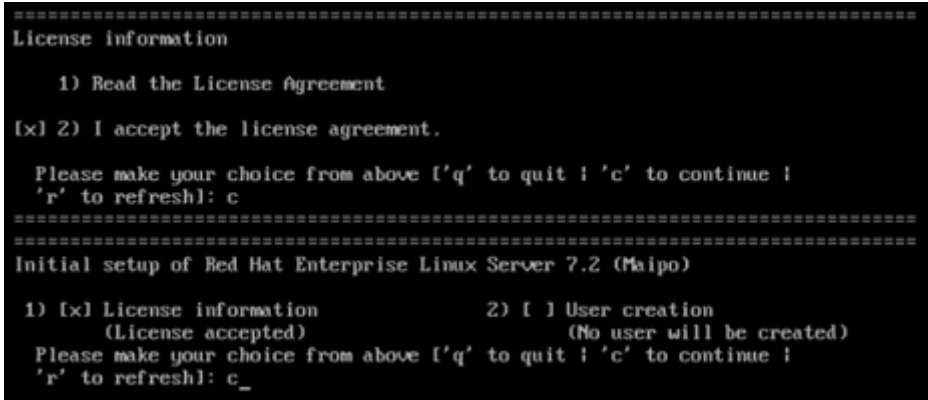 ================================================================================
License information
1) Read the License Agreement
[x] 2) I accept the license agreement.
Please make your choice from above ['q' to quit | 'c' to continue |
'r' to refresh]: c
================================================================================
================================================================================
Initial setup of Red Hat Enterprise Linux Server 7.2 (Maipo)
1) [x] License information 2) [ ] User creation
(License accepted) (No user will be created)
Please make your choice from above ['q' to quit | 'c' to continue |
'r' to refresh]: c_